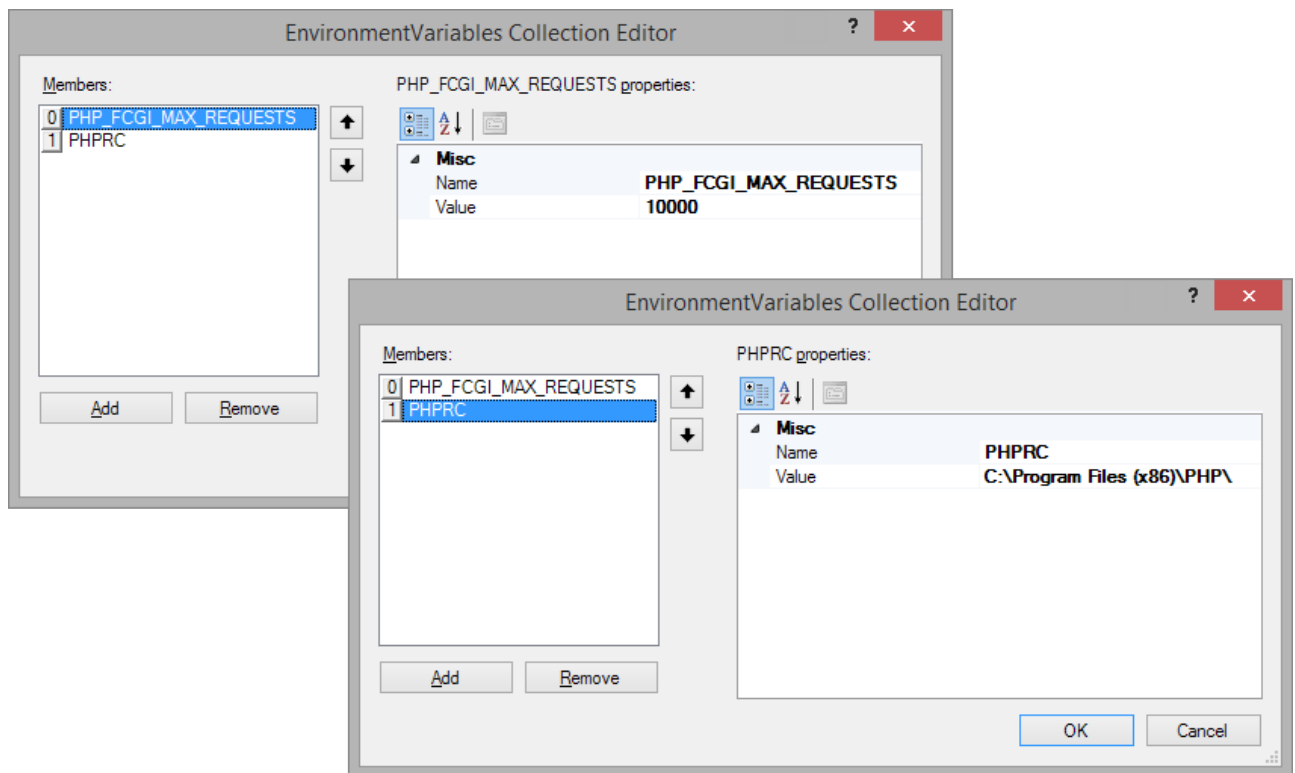 EnvironmentVariables Collection Editor
?
Members:
0 PHP_FCGI_MAX_REQUESTS
1 PHPRC
Add
Remove
PHP_FCGI_MAX_REQUESTS properties:
A
Z
Misc
Name PHP_FCGI_MAX_REQUESTS
Value 10000
EnvironmentVariables Collection Editor
?
Members:
0 PHP_FCGI_MAX_REQUESTS
1 PHPRC
Add
Remove
PHPRC properties:
A
Z
Misc
Name PHPRC
Value C:\Program Files (x86)\PHP\
OK
Cancel